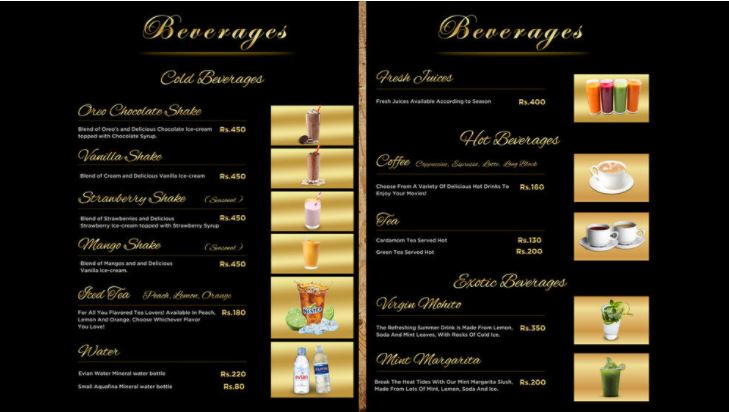 Beverages
Cold Beverages
Oreo Chocolate Shake
Blend of Oreo's and Delicious Chocolate Ice-cream Rs.450
topped with Chocolate Syrup.
Vanilla Shake
Blend of Cream and Delicious Vanilla Ice-cream Rs.450
Strawberry Shake (Seasonal)
Blend of Strawberries and Delicious Rs.450
Strawberry Ice-cream topped with Strawberry Syrup
Mango Shake (Seasonal)
Blend of Mangos and and Delicious Rs.450
Vanilla Ice-cream.
Iced Tea Peach, Lemon, Orange
For All You Flavored Tea Lovers! Available In Peach, Rs.180
Lemon And Orange. Choose Whichever Flavor
You Love!
Water
Evian Water Mineral water bottle Rs.220
Small Aquafina Mineral water bottle Rs.80
NESTEA
evian
Beverages
Fresh Juices
Fresh Juices Available According to Season Rs.400
Hot Beverages
Coffee Cappuccino, Espresso, Latte, Long Black
Choose From A Variety Of Delicious Hot Drinks To Rs.160
Enjoy Your Movies!
Tea
Cardamom Tea Served Hot Rs.130
Green Tea Served Hot Rs.200
Exotic Beverages
Virgin Mohito
The Refreshing Summer Drink is Made From Lemon, Rs.350
Soda And Mint Leaves, With Rocks Of Cold Ice.
Mint Margarita
Break The Heat Tides With Our Mint Margarita Slush, Rs.200
Made From Lots Of Mint, Lemon, Soda And Ice.